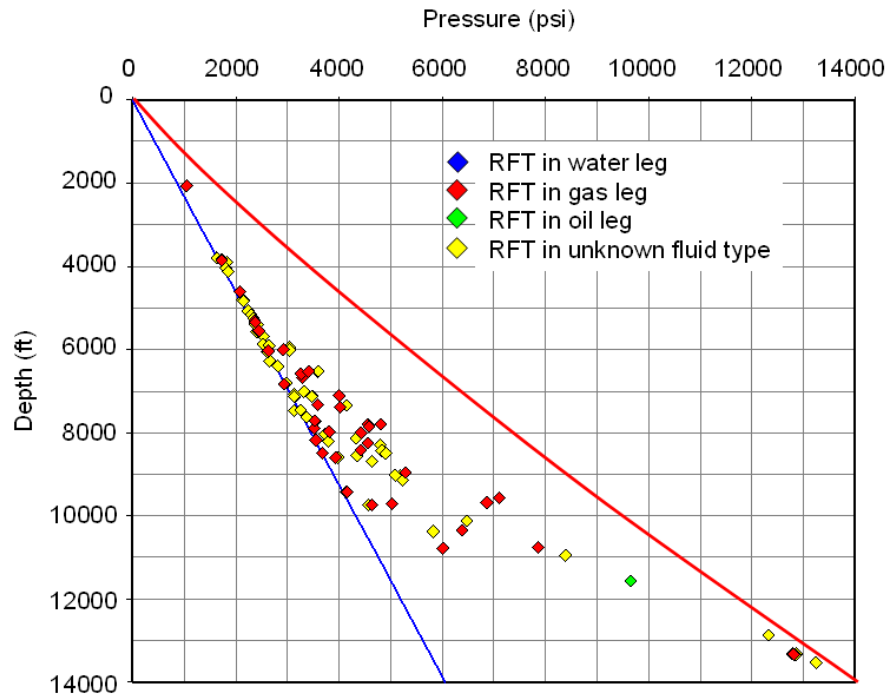 Pressure (psi)
0 2000 4000 6000 8000 10000 12000 14000
0
2000
4000
6000
8000
10000
12000
14000
Depth (ft)
RFT in water leg
RFT in gas leg
RFT in oil leg
RFT in unknown fluid type